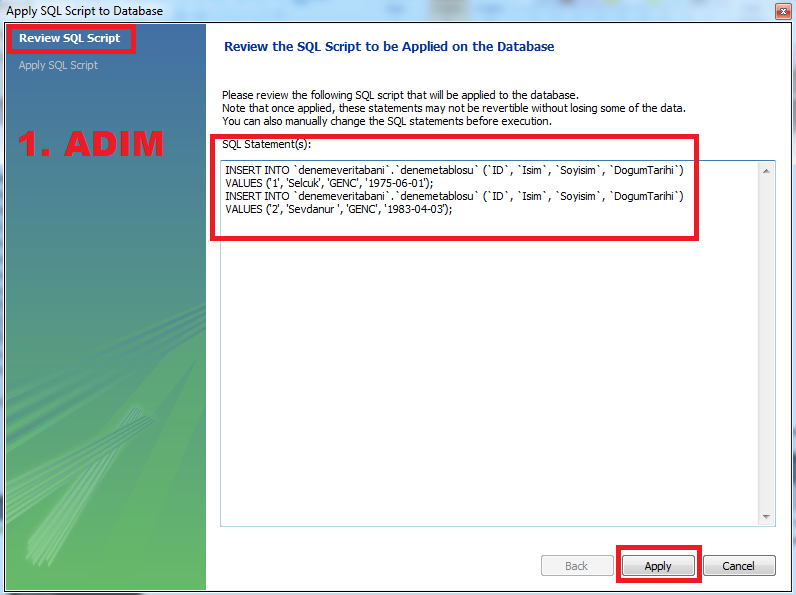 Apply SQL Script to Database
Review SQL Script
Apply SQL Script
1. ADIM
Review the SQL Script to be Applied on the Database
Please review the following SQL script that will be applied to the database.
Note that once applied, these statements may not be revertible without losing some of the data.
You can also manually change the SQL statements before execution.
SQL Statement(s):
INSERT INTO `denemeveritabani`.`denemetablosu` (`ID`, `Isim`, `Soyisim`, `DogumTarihi`)
VALUES ('1', 'Selcuk', 'GENC', '1975-06-01');
INSERT INTO `denemeveritabani`.`denemetablosu` (`ID`, `Isim`, `Soyisim`, `DogumTarihi`)
VALUES ('2', 'Sevdanur ', 'GENC', '1983-04-03');
Back
Apply
Cancel